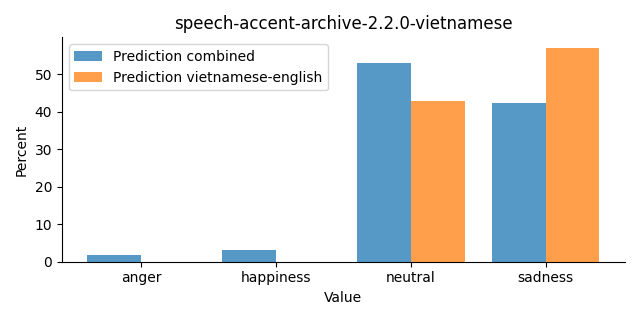 speech-accent-archive-2.2.0-vietnamese
Prediction combined
Prediction vietnamese-english
Percent
50
40
30
20
10
0
anger happiness neutral sadness
Value